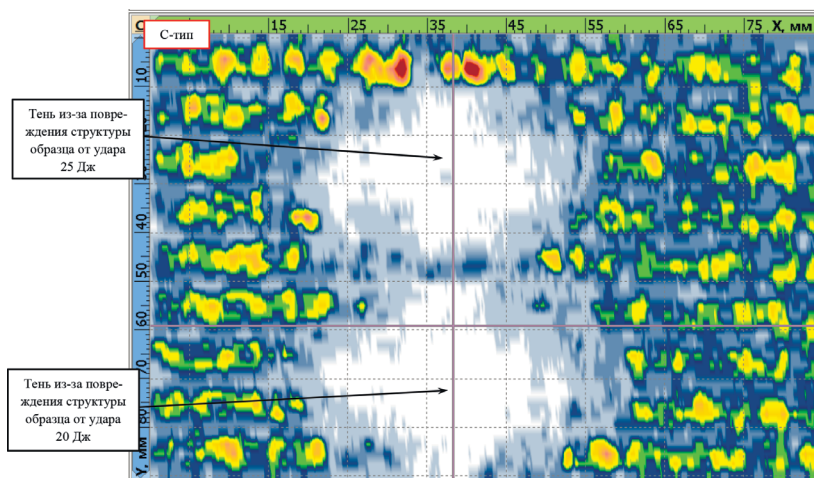 С-тип
15 25 35 45 55 65 75 X, мм
10
Тень из-за повре-
ждения структуры
образца от удара
25 Дж
40
50
60
70
Тень из-за повре-
ждения структуры
образца от удара
20 Дж
80
Y, мм